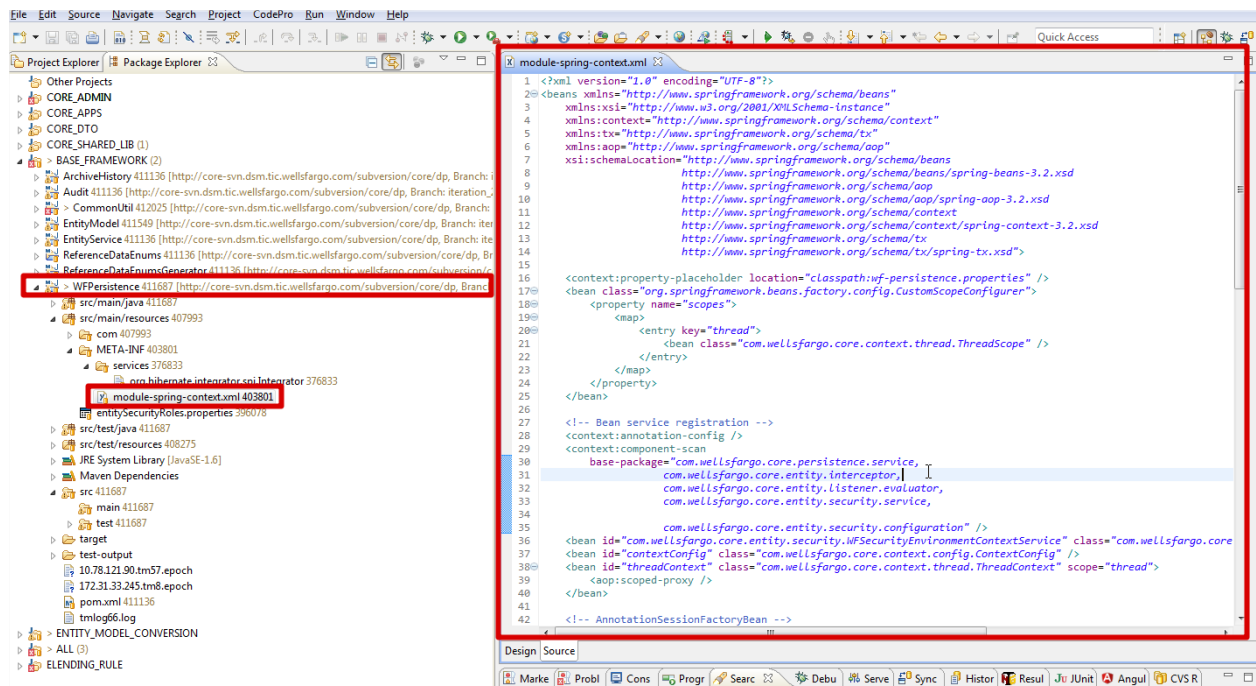 File Edit Source Navigate Search Project CodePro Run Window Help
Quick Access
Project Explorer Package Explorer
Other Projects
CORE_ADMIN
CORE_APPS
CORE_DTO
CORE_SHARED_LIB (1)
> BASE_FRAMEWORK (2)
ArchiveHistory 411136 [http://core-svn.dsm.tic.wellsfargo.com/subversion/core/dp, Branch: i
Audit 411136 [http://core-svn.dsm.tic.wellsfargo.com/subversion/core/dp, Branch: iteration_
> CommonUtil 412025 [http://core-svn.dsm.tic.wellsfargo.com/subversion/core/dp, Branch:
EntityModel 411549 [http://core-svn.dsm.tic.wellsfargo.com/subversion/core/dp, Branch: iter
EntityService 411136 [http://core-svn.dsm.tic.wellsfargo.com/subversion/core/dp, Branch: ite
ReferenceDataEnums 411136 [http://core-svn.dsm.tic.wellsfargo.com/subversion/core/dp, Br
ReferenceDataEnumsGenerator 411136 [http://core-svn.dsm.tic.wellsfargo.com/subversion/c
> WFPersistence 411687 [http://core-svn.dsm.tic.wellsfargo.com/subversion/core/dp, Branc
src/main/java 411687
src/main/resources 407993
com 407993
META-INF 403801
services 376833
org.hibernate.integrator.spi.Integrator 376833
module-spring-context.xml 403801
entitySecurityRoles.properties 396078
src/test/java 411687
src/test/resources 408275
JRE System Library [JavaSE-1.6]
Maven Dependencies
src 411687
main 411687
test 411687
target
test-output
10.78.121.90.tm57.epoch
172.31.33.245.tm8.epoch
pom.xml 411136
tmlog66.log
> ENTITY_MODEL_CONVERSION
> ALL (3)
ELENDING_RULE
module-spring-context.xml
1 <?xml version="1.0" encoding="UTF-8"?>
2 <beans xmlns="http://www.springframework.org/schema/beans"
3 xmlns:xsi="http://www.w3.org/2001/XMLSchema-instance"
4 xmlns:context="http://www.springframework.org/schema/context"
5 xmlns:tx="http://www.springframework.org/schema/tx"
6 xmlns:aop="http://www.springframework.org/schema/aop"
7 xsi:schemaLocation="http://www.springframework.org/schema/beans
8 http://www.springframework.org/schema/beans/spring-beans-3.2.xsd
9 http://www.springframework.org/schema/aop
10 http://www.springframework.org/schema/aop/spring-aop-3.2.xsd
11 http://www.springframework.org/schema/context
12 http://www.springframework.org/schema/context/spring-context-3.2.xsd
13 http://www.springframework.org/schema/tx
14 http://www.springframework.org/schema/tx/spring-tx.xsd">
15
16 <context:property-placeholder location="classpath:wf-persistence.properties" />
17 <bean class="org.springframework.beans.factory.config.CustomScopeConfigurer">
18 <property name="scopes">
19 <map>
20 <entry key="thread">
21 <bean class="com.wellsfargo.core.context.thread.ThreadScope" />
22 </entry>
23 </map>
24 </property>
25 </bean>
26
27 <!-- Bean service registration -->
28 <context:annotation-config />
29 <context:component-scan
30 base-package="com.wellsfargo.core.persistence.service,
31 com.wellsfargo.core.entity.interceptor,
32 com.wellsfargo.core.entity.listener.evaluator,
33 com.wellsfargo.core.entity.security.service,
34
35 com.wellsfargo.core.entity.security.configuration" />
36 <bean id="com.wellsfargo.core.entity.security.WFSecurityEnvironmentContextService" class="com.wellsfargo.core
37 <bean id="contextConfig" class="com.wellsfargo.core.context.config.ContextConfig" />
38 <bean id="threadContext" class="com.wellsfargo.core.context.thread.ThreadContext" scope="thread">
39 <aop:scoped-proxy />
40 </bean>
41
42 <!-- AnnotationSessionFactoryBean -->
Design Source
Marke Probl Cons Progr Searc Debu Serve Sync Histor Resul JUnit Angul CVS R